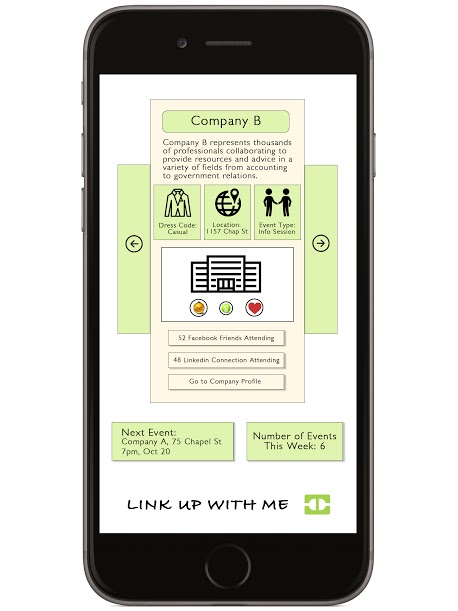 Company B
Company B represents thousands
of professionals collaborating to
provide resources and advice in a
variety of fields from accounting
to government relations.
Dress Code:
Casual
Location:
1157 Chap St
Event Type:
Info Session
52 Facebook Friends Attending
48 Linkedin Connection Attending
Go to Company Profile
Next Event:
Company A, 75 Chapel St
7pm, Oct 20
Number of Events
This Week: 6
LINK UP WITH ME